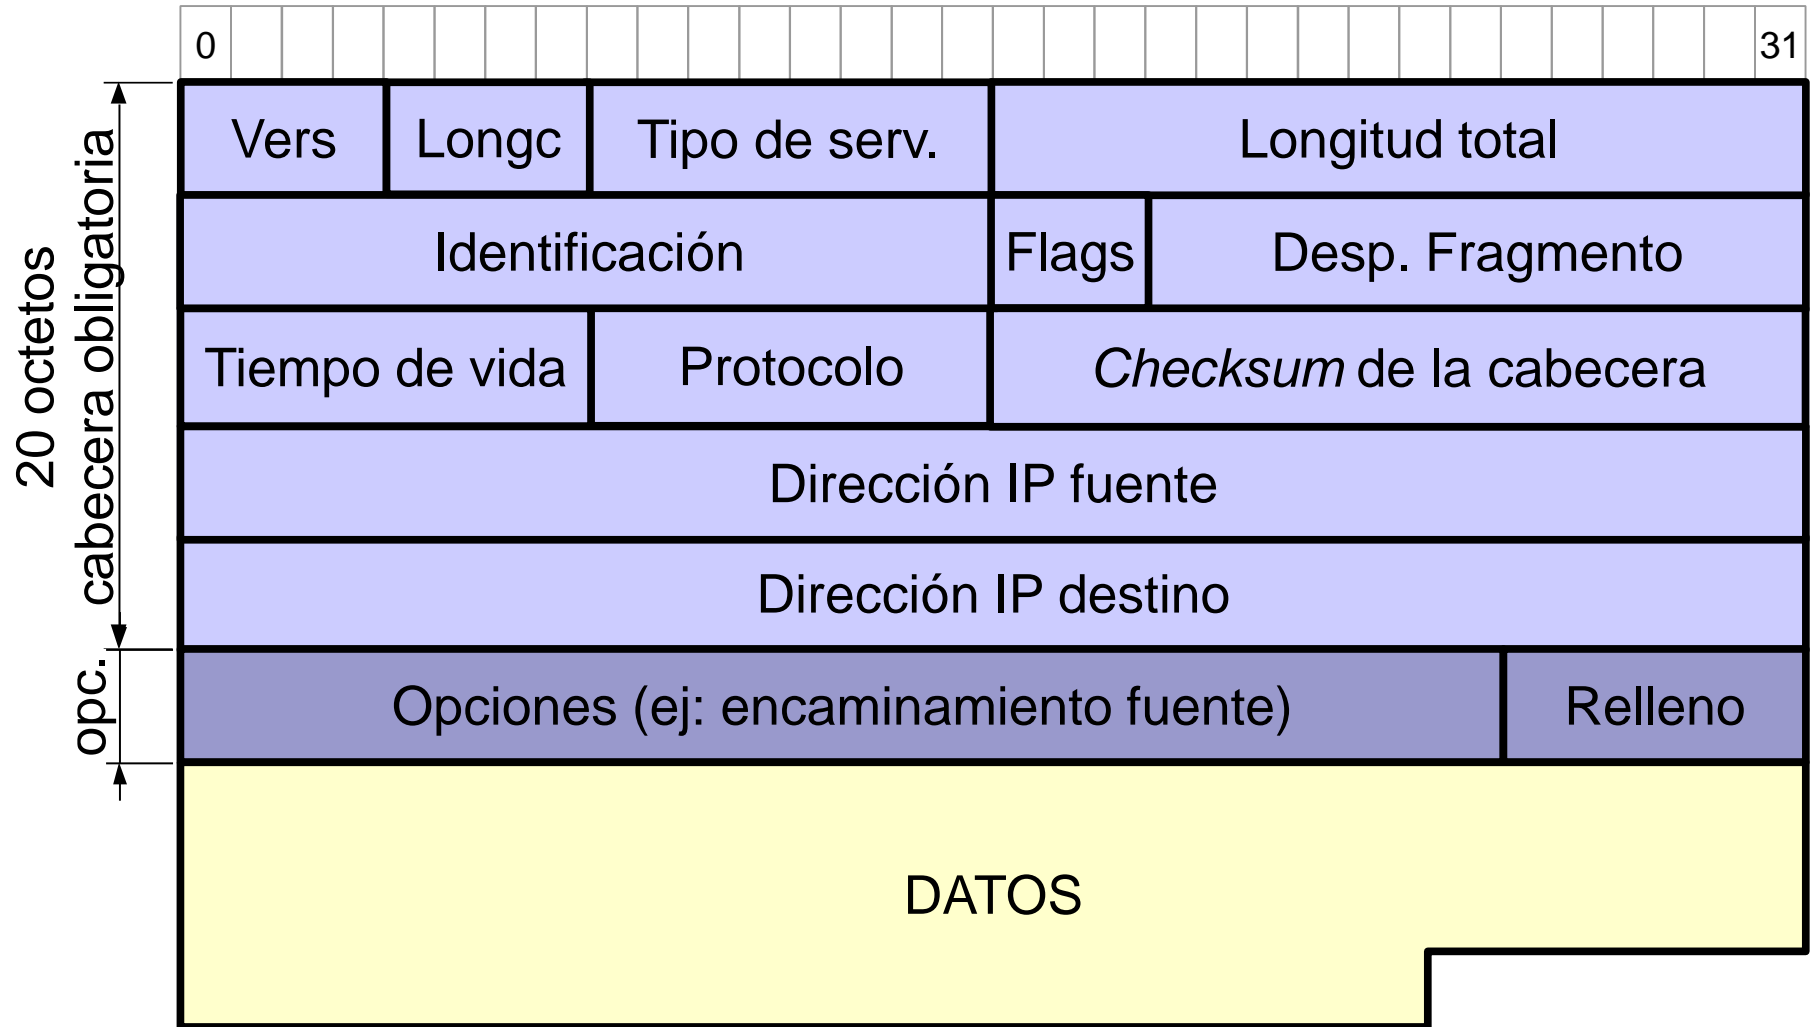 0
31
Vers
Longc
Tipo de serv.
Longitud total
Identificación
Flags
Desp. Fragmento
Tiempo de vida
Protocolo
Checksum de la cabecera
Dirección IP fuente
Dirección IP destino
Opciones (ej: encaminamiento fuente)
Relleno
DATOS
20 octetos
cabecera obligatoria
opc.